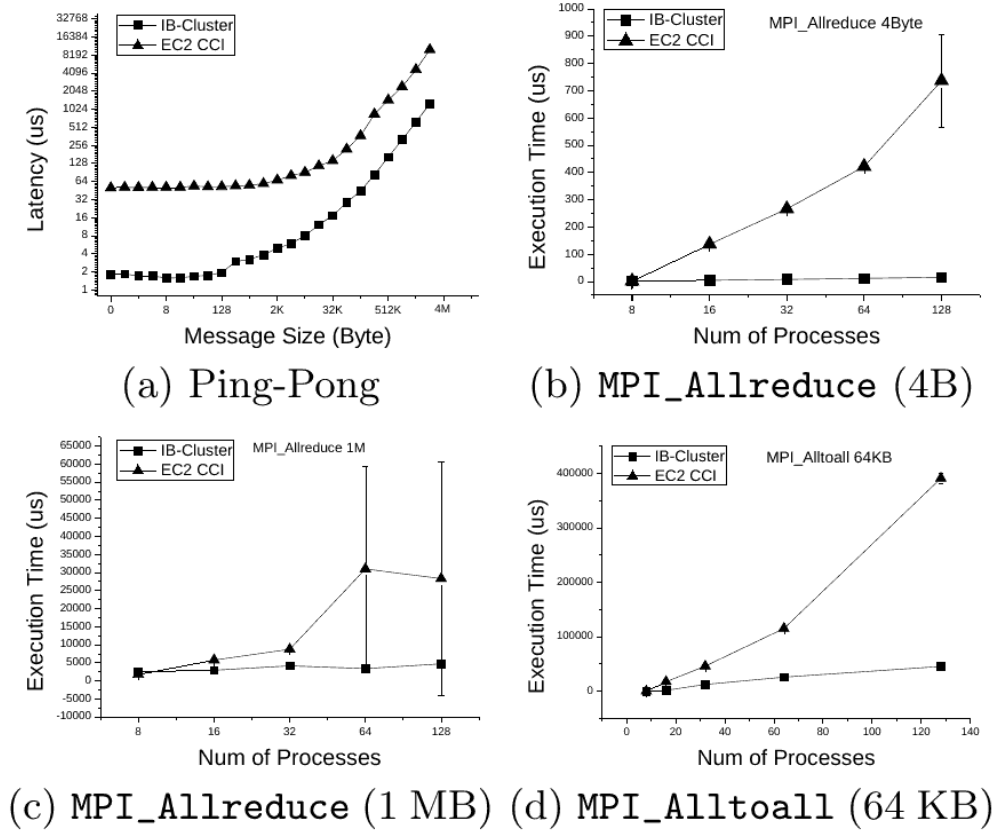 32768
16384
8192
4096
2048
1024
512
256
128
64
32
16
8
4
2
1
Latency (us)
IB-Cluster
EC2 CCI
0 8 128 2K 32K 512K 4M
Message Size (Byte)
(a) Ping-Pong
1000
900
800
700
600
500
400
300
200
100
0
Execution Time (us)
IB-Cluster
EC2 CCI
MPI_Allreduce 4Byte
8 16 32 64 128
Num of Processes
(b) MPI_Allreduce (4B)
65000
60000
55000
50000
45000
40000
35000
30000
25000
20000
15000
10000
5000
0
-5000
-10000
Execution Time (us)
IB-Cluster
EC2 CCI
MPI_Allreduce 1M
8 16 32 64 128
Num of Processes
(c) MPI_Allreduce (1 MB)
400000
300000
200000
100000
0
Execution Time (us)
IB-Cluster
EC2 CCI
MPI_Alltoall 64KB
0 20 40 60 80 100 120 140
Num of Processes
(d) MPI_Alltoall (64 KB)